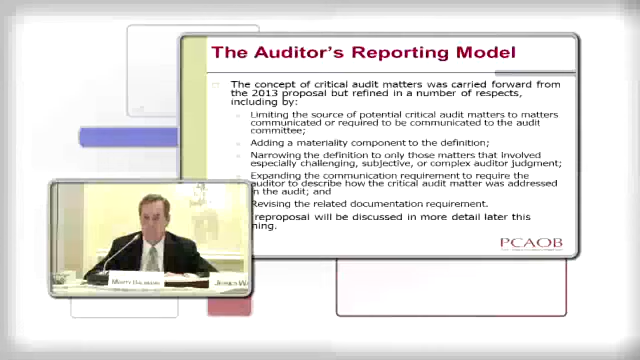 The Auditor's Reporting Model
The concept of critical audit matters was carried forward from
the 2013 proposal but refined in a number of respects,
including by:
Limiting the source of potential critical audit matters to matters
communicated or required to be communicated to the audit
committee;
Adding a materiality component to the definition;
Narrowing the definition to only those matters that involved
especially challenging, subjective, or complex auditor judgment;
Expanding the communication requirement to require the
auditor to describe how the critical audit matter was addressed
in the audit; and
Revising the related documentation requirement.
reproposal will be discussed in more detail later this
ning.
PCAOB